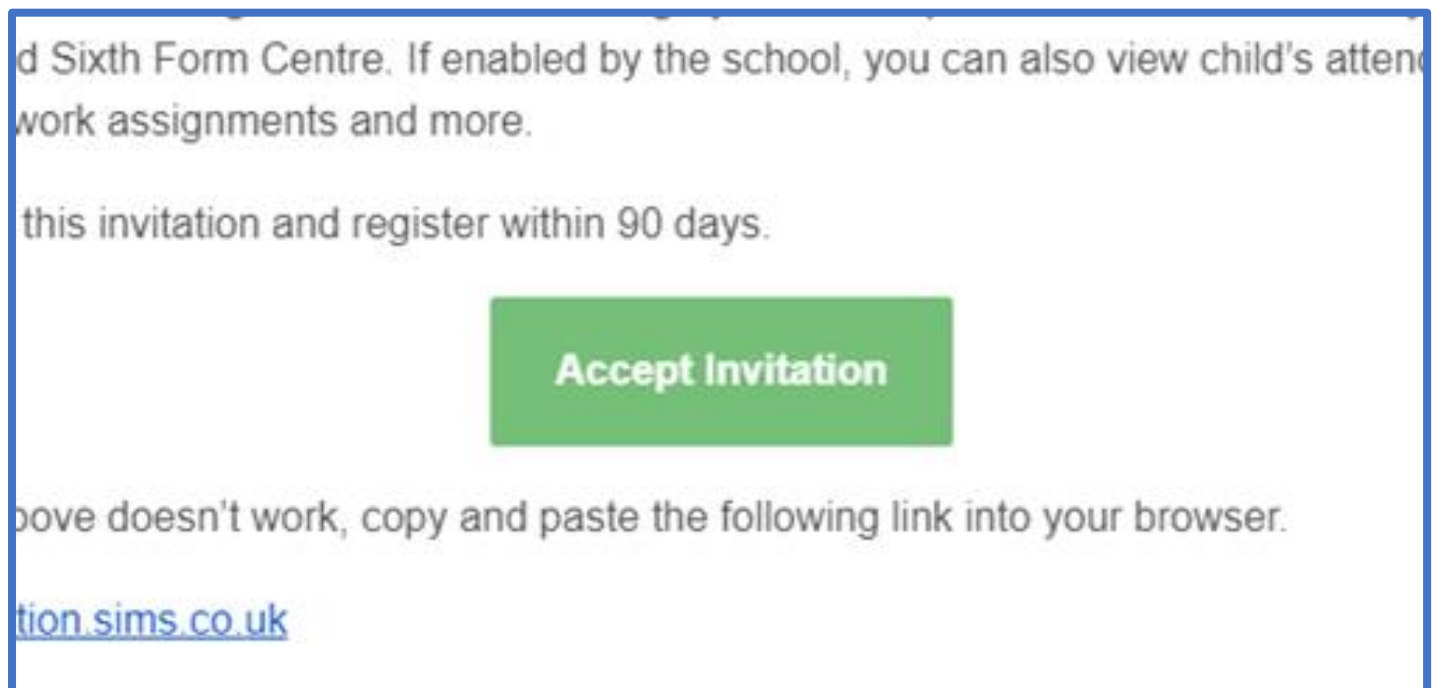 d Sixth Form Centre. If enabled by the school, you can also view child's attend
work assignments and more.
this invitation and register within 90 days.
Accept Invitation
bove doesn't work, copy and paste the following link into your browser.
tion.sims.co.uk